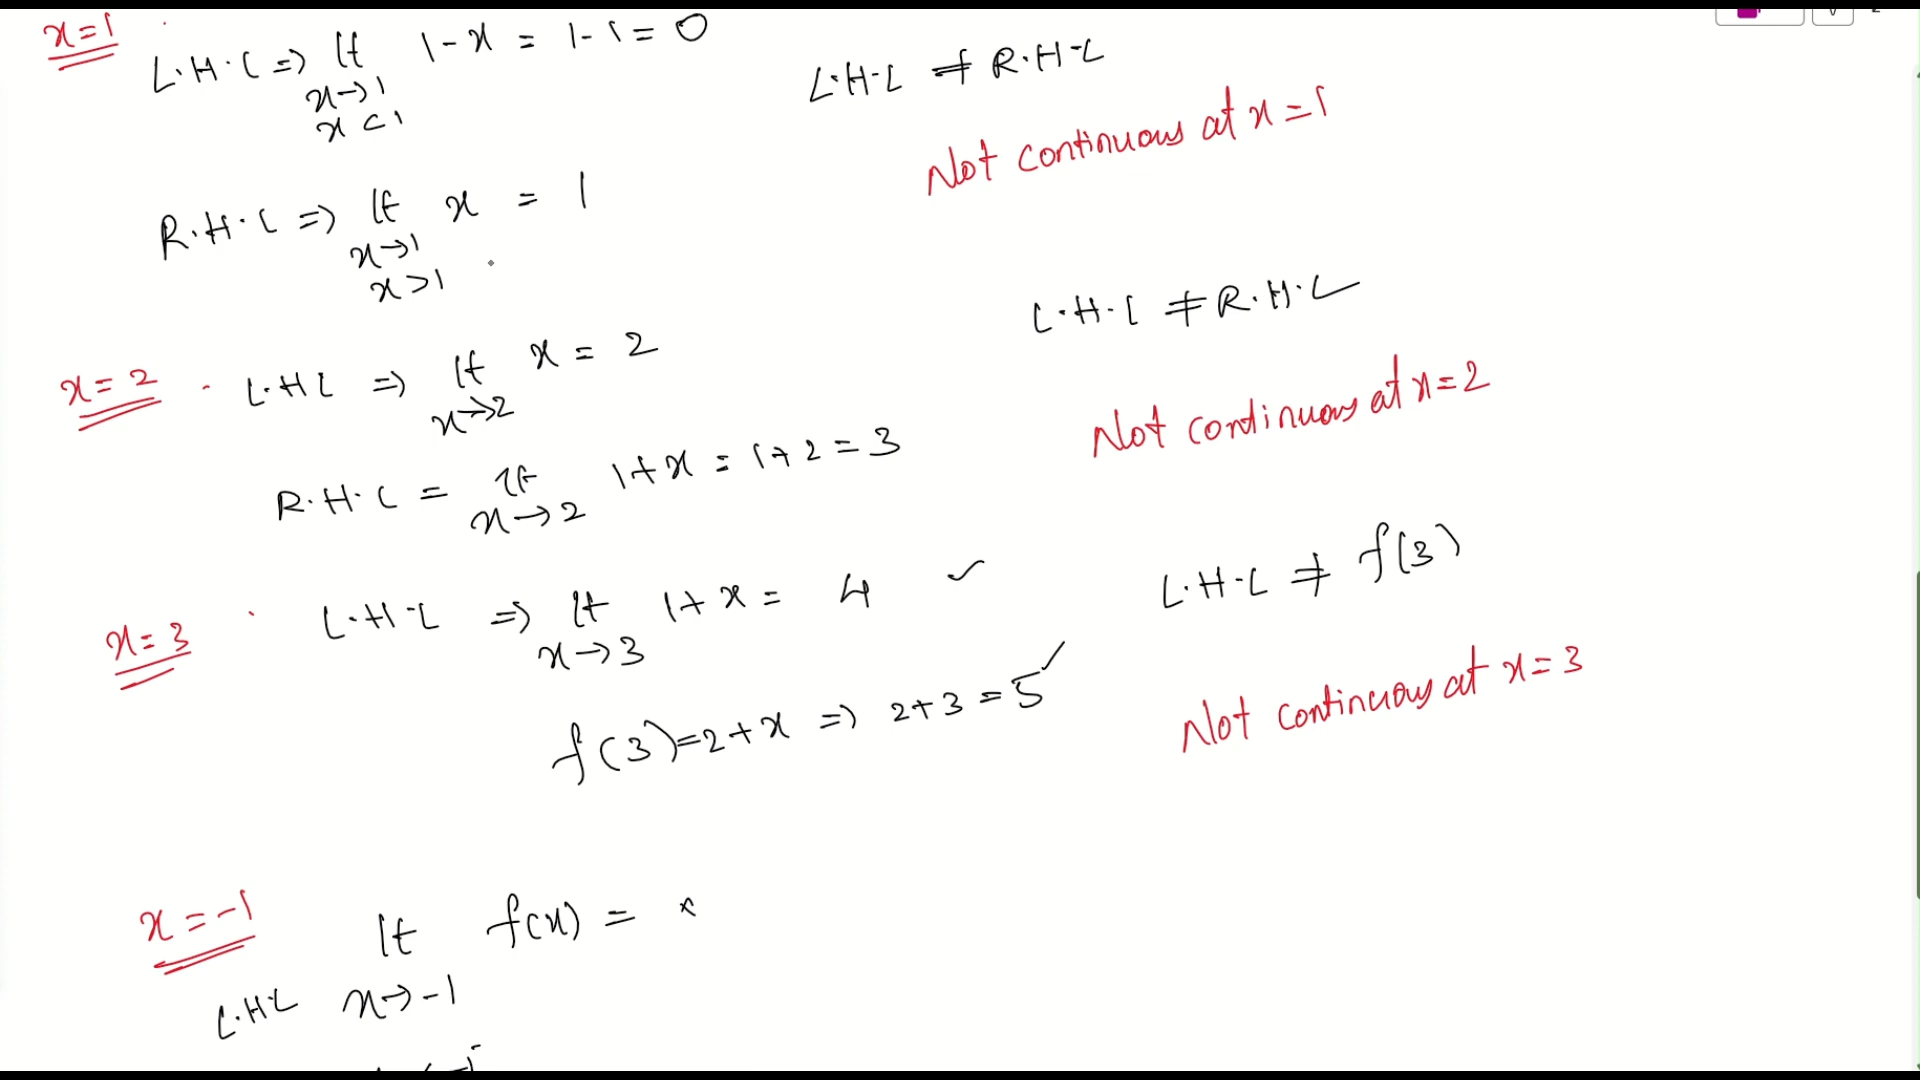 x=1
L.H.L => lt 1-x = 1-1 = 0
x→1
x<1
L.H.L ≠ R.H.L
Not continuous at x=1
R.H.L => lt x = 1
x→1
x>1
x=2 L.H.L => lt x = 2
x→2
L.H.L ≠ R.H.L
Not continuous at x=2
R.H.L = lt 1+x = 1+2 = 3
x→2
x=3 L.H.L => lt 1+x = 4 ✓
x→3
L.H.L ≠ f(3)
Not continuous at x=3
f(3)=2+x => 2+3=5 ✓
x=-1 lt f(x) =
L.H.L x→-1